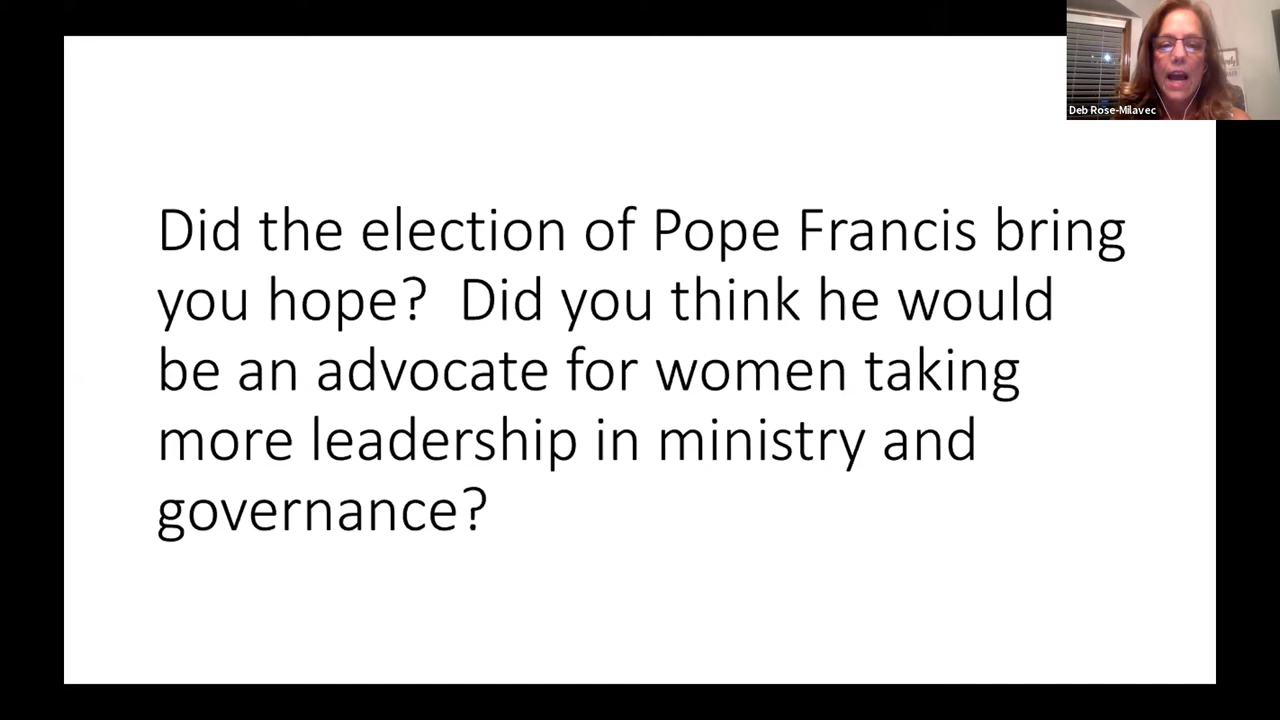 Deb Rose-Milavec
Did the election of Pope Francis bring
you hope?  Did you think he would
be an advocate for women taking
more leadership in ministry and
governance?